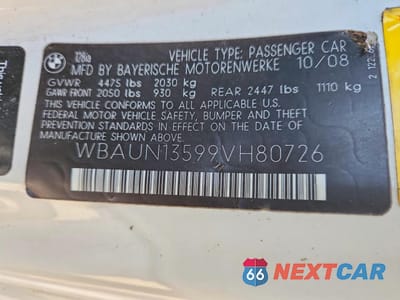 128ia VEHICLE TYPE: PASSENGER CAR
MFD BY BAYERISCHE MOTORENWERKE 10/08
GVWR 4475 lbs 2030 kg
GAWR FRONT 2050 lbs 930 kg REAR 2447 lbs 1110 kg
THIS VEHICLE CONFORMS TO ALL APPLICABLE
FEDERAL MOTOR VEHICLE SAFETY, BUMPER AND THEFT
PREVENTION STANDARDS IN EFFECT ON THE DATE
OF MANUFACTURE SHOWN ABOVE
WBAUN13599VH80726
66 NEXTCAR